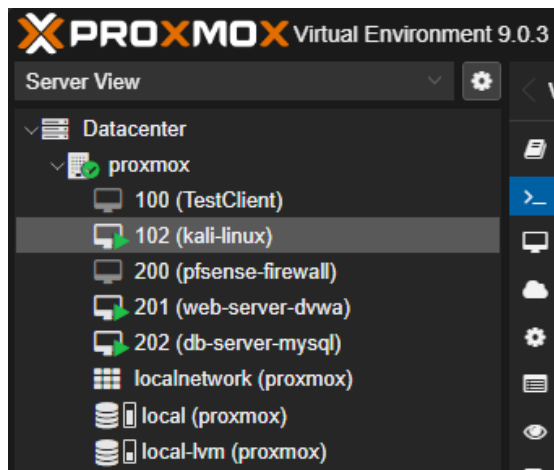 PROXMOX Virtual Environment 9.0.3
Server View
Datacenter
proxmox
100 (TestClient)
102 (kali-linux)
200 (pfsense-firewall)
201 (web-server-dvwa)
202 (db-server-mysql)
localnetwork (proxmox)
local (proxmox)
local-lvm (proxmox)